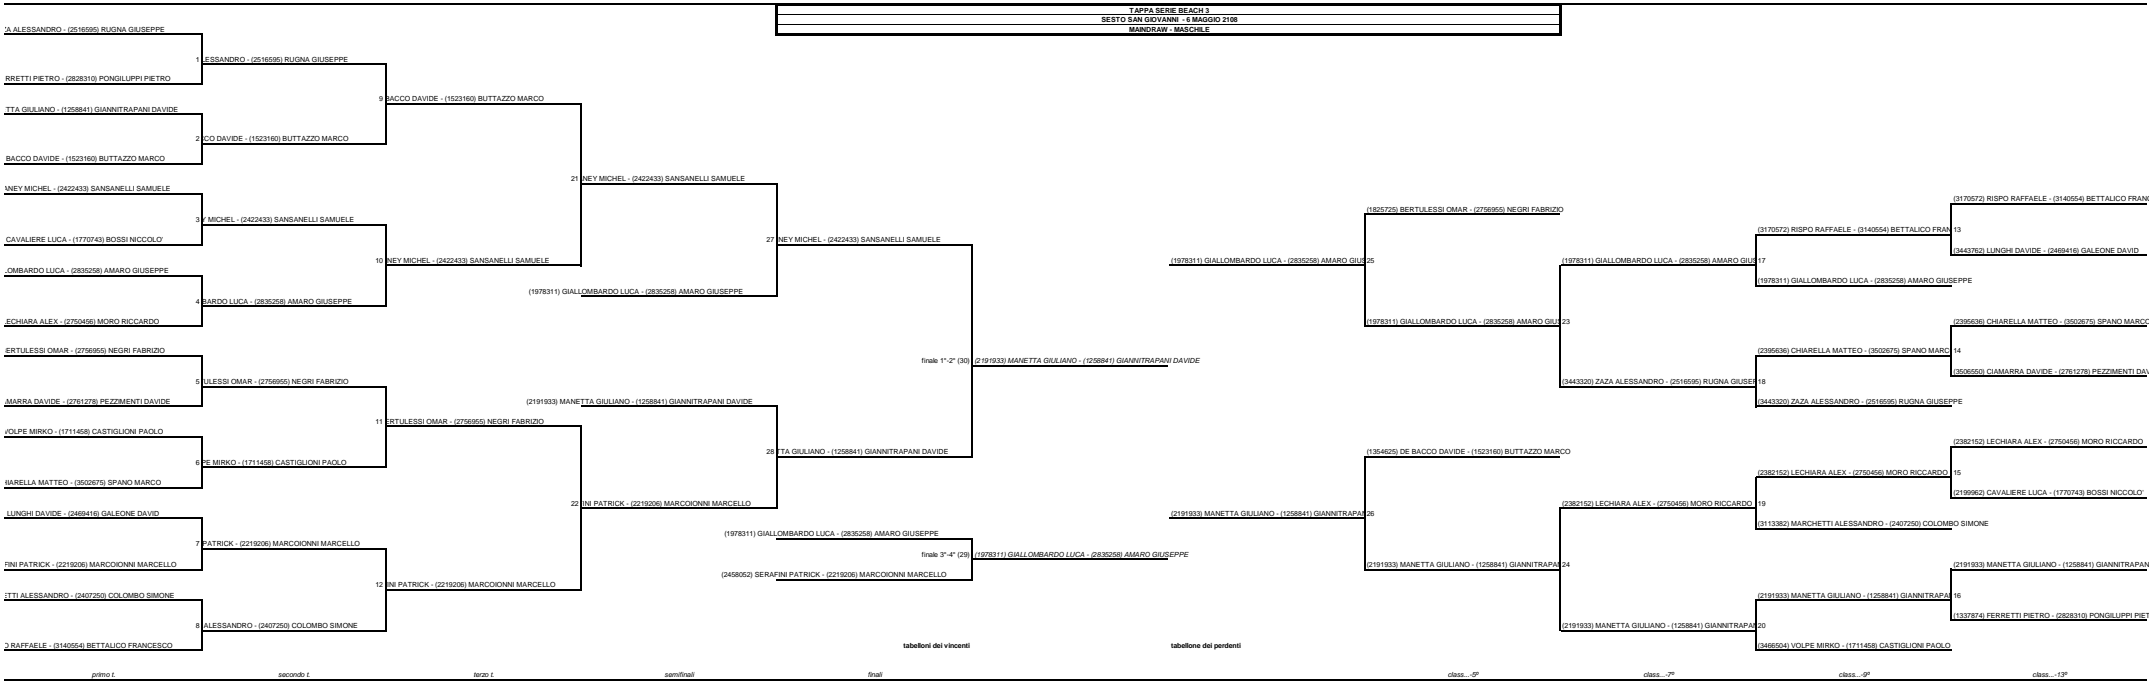 TAPPA SERIE BEACH 3
SESTO SAN GIOVANNI - 6 MAGGIO 2108
MAINDRAW - MASCHILE
ALESSANDRO - (2516595) RUGNA GIUSEPPE
1 LESSANDRO - (2516595) RUGNA GIUSEPPE
RRETTI PIETRO - (2828310) PONGILUPPI PIETRO
9 BACCO DAVIDE - (1523160) BUTTAZZO MARCO
TTA GIULIANO - (1258841) GIANNITRAPANI DAVIDE
2 CO DAVIDE - (1523160) BUTTAZZO MARCO
BACCO DAVIDE - (1523160) BUTTAZZO MARCO
21 NEY MICHEL - (2422433) SANSANELLI SAMUELE
ANEY MICHEL - (2422433) SANSANELLI SAMUELE
3 Y MICHEL - (2422433) SANSANELLI SAMUELE
CAVALIERE LUCA - (1770743) BOSSI NICCOLO'
27 NEY MICHEL - (2422433) SANSANELLI SAMUELE
10 NEY MICHEL - (2422433) SANSANELLI SAMUELE
LOMBARDO LUCA - (2835258) AMARO GIUSEPPE
(1978311) GIALLOMBARDO LUCA - (2835258) AMARO GIUSEPPE
4 BARDO LUCA - (2835258) AMARO GIUSEPPE
LECHIARA ALEX - (2750456) MORO RICCARDO
BERTULESSI OMAR - (2756955) NEGRI FABRIZIO
finale 1°-2° (30) (2191933) MANETTA GIULIANO - (1258841) GIANNITRAPANI DAVIDE
5 ULESSI OMAR - (2756955) NEGRI FABRIZIO
AMARRA DAVIDE - (2761278) PEZZIMENTI DAVIDE
(2191933) MANETTA GIULIANO - (1258841) GIANNITRAPANI DAVIDE
11 ERTULESSI OMAR - (2756955) NEGRI FABRIZIO
VOLPE MIRKO - (1711458) CASTIGLIONI PAOLO
28 TTA GIULIANO - (1258841) GIANNITRAPANI DAVIDE
6 PE MIRKO - (1711458) CASTIGLIONI PAOLO
HIARELLA MATTEO - (3502675) SPANO MARCO
22 INI PATRICK - (2219206) MARCOIONNI MARCELLO
LUNGHI DAVIDE - (2469416) GALEONE DAVID
(1978311) GIALLOMBARDO LUCA - (2835258) AMARO GIUSEPPE
7 PATRICK - (2219206) MARCOIONNI MARCELLO
finale 3°-4° (29) (1978311) GIALLOMBARDO LUCA - (2835258) AMARO GIUSEPPE
FINI PATRICK - (2219206) MARCOIONNI MARCELLO
(2458052) SERAFINI PATRICK - (2219206) MARCOIONNI MARCELLO
12 INI PATRICK - (2219206) MARCOIONNI MARCELLO
ETTI ALESSANDRO - (2407250) COLOMBO SIMONE
8 ALESSANDRO - (2407250) COLOMBO SIMONE
O RAFFAELE - (3140554) BETTALICO FRANCESCO
tabelloni dei vincenti
tabellone dei perdenti
(3170572) RISPO RAFFAELE - (3140554) BETTALICO FRANC
(1825725) BERTULESSI OMAR - (2756955) NEGRI FABRIZIO
(3170572) RISPO RAFFAELE - (3140554) BETTALICO FRAN 13
(3443762) LUNGHI DAVIDE - (2469416) GALEONE DAVID
(1978311) GIALLOMBARDO LUCA - (2835258) AMARO GIUS 25
(1978311) GIALLOMBARDO LUCA - (2835258) AMARO GIUS 17
(1978311) GIALLOMBARDO LUCA - (2835258) AMARO GIUSEPPE
(1978311) GIALLOMBARDO LUCA - (2835258) AMARO GIUS 23
(2395636) CHIARELLA MATTEO - (3502675) SPANO MARCO
(2395636) CHIARELLA MATTEO - (3502675) SPANO MARC 14
(3506550) CIAMARRA DAVIDE - (2761278) PEZZIMENTI DAV
(3443320) ZAZA ALESSANDRO - (2516595) RUGNA GIUSEP 18
(3443320) ZAZA ALESSANDRO - (2516595) RUGNA GIUSEPPE
(2382152) LECHIARA ALEX - (2750456) MORO RICCARDO
(1354625) DE BACCO DAVIDE - (1523160) BUTTAZZO MARCO
(2382152) LECHIARA ALEX - (2750456) MORO RICCARDO 15
(2199962) CAVALIERE LUCA - (1770743) BOSSI NICCOLO'
(2382152) LECHIARA ALEX - (2750456) MORO RICCARDO 19
(2191933) MANETTA GIULIANO - (1258841) GIANNITRAPAN 26
(3113382) MARCHETTI ALESSANDRO - (2407250) COLOMBO SIMONE
(2191933) MANETTA GIULIANO - (1258841) GIANNITRAPAN 24
(2191933) MANETTA GIULIANO - (1258841) GIANNITRAPAN
(2191933) MANETTA GIULIANO - (1258841) GIANNITRAPAN 16
(1337874) FERRETTI PIETRO - (2828310) PONGILUPPI PIET
(2191933) MANETTA GIULIANO - (1258841) GIANNITRAPAN 20
(3466504) VOLPE MIRKO - (1711458) CASTIGLIONI PAOLO
primo t.
secondo t.
terzo t.
semifinali
finali
class...-5°
class...-7°
class...-9°
class...-13°